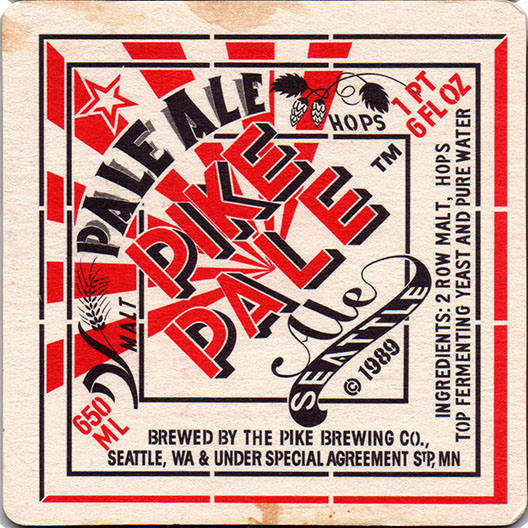 PALE ALE
HOPS
1 PT
6 FL OZ
PIKE
PALE™
Ale
SEATTLE
© 1989
MALT
650
ML
INGREDIENTS: 2 ROW MALT, HOPS
TOP FERMENTING YEAST AND PURE WATER
BREWED BY THE PIKE BREWING CO.,
SEATTLE, WA & UNDER SPECIAL AGREEMENT STP, MN